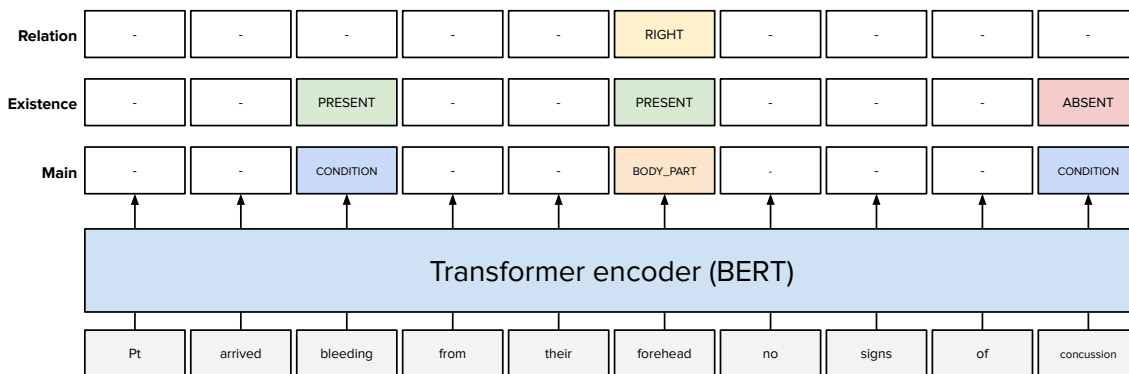 Relation - - - - - RIGHT - - - -
Existence - - PRESENT - - PRESENT - - - ABSENT
Main - - CONDITION - - BODY_PART - - - CONDITION
Transformer encoder (BERT)
Pt arrived bleeding from their forehead no signs of concussion